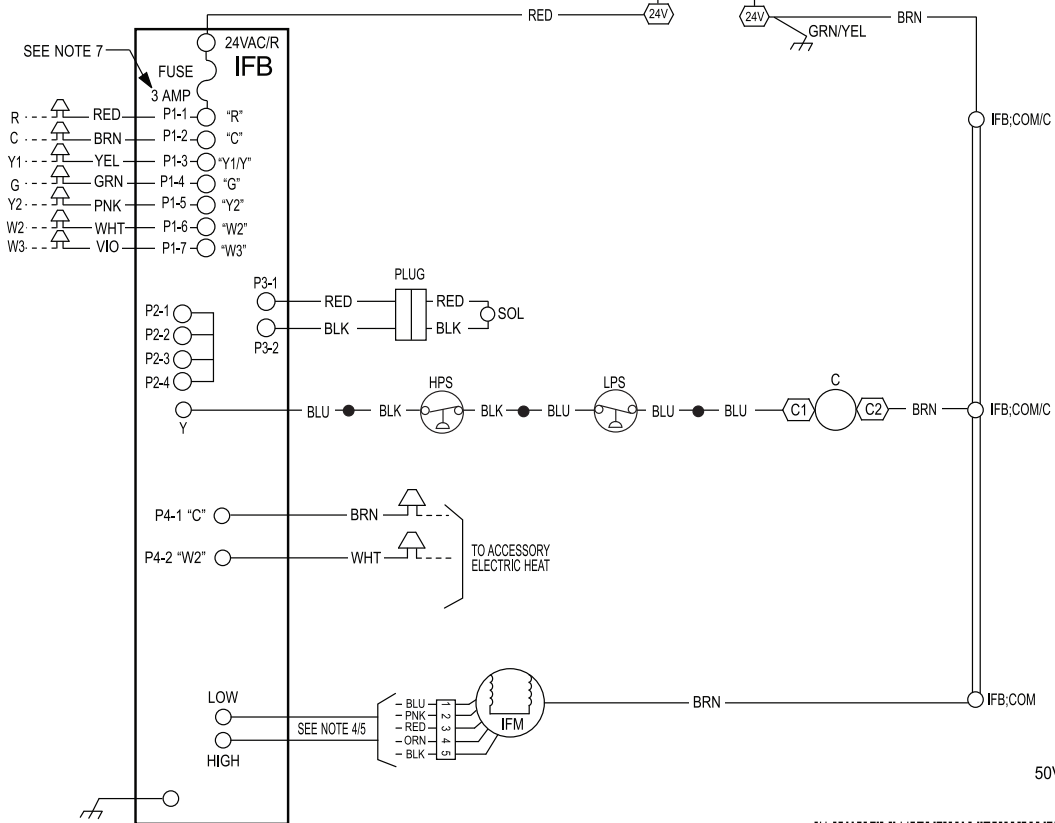 RED
24V
24V
BRN
GRN/YEL
SEE NOTE 7
24VAC/R
IFB
FUSE
3 AMP
R RED P1-1 "R"
C BRN P1-2 "C"
Y1 YEL P1-3 "Y1/Y"
G GRN P1-4 "G"
Y2 PNK P1-5 "Y2"
W2 WHT P1-6 "W2"
W3 VIO P1-7 "W3"
IFB;COM/C
P3-1
PLUG
RED RED
SOL
BLK BLK
P3-2
P2-1
P2-2
P2-3
P2-4
HPS
LPS
C
Y
BLU BLK BLK BLU BLU BLU C1 C2 BRN
IFB;COM/C
P4-1 "C" BRN
P4-2 "W2" WHT
TO ACCESSORY
ELECTRIC HEAT
LOW
HIGH
SEE NOTE 4/5
BLU 1
PNK 2
RED 3
ORN 4
BLK 5
IFM
BRN
IFB;COM